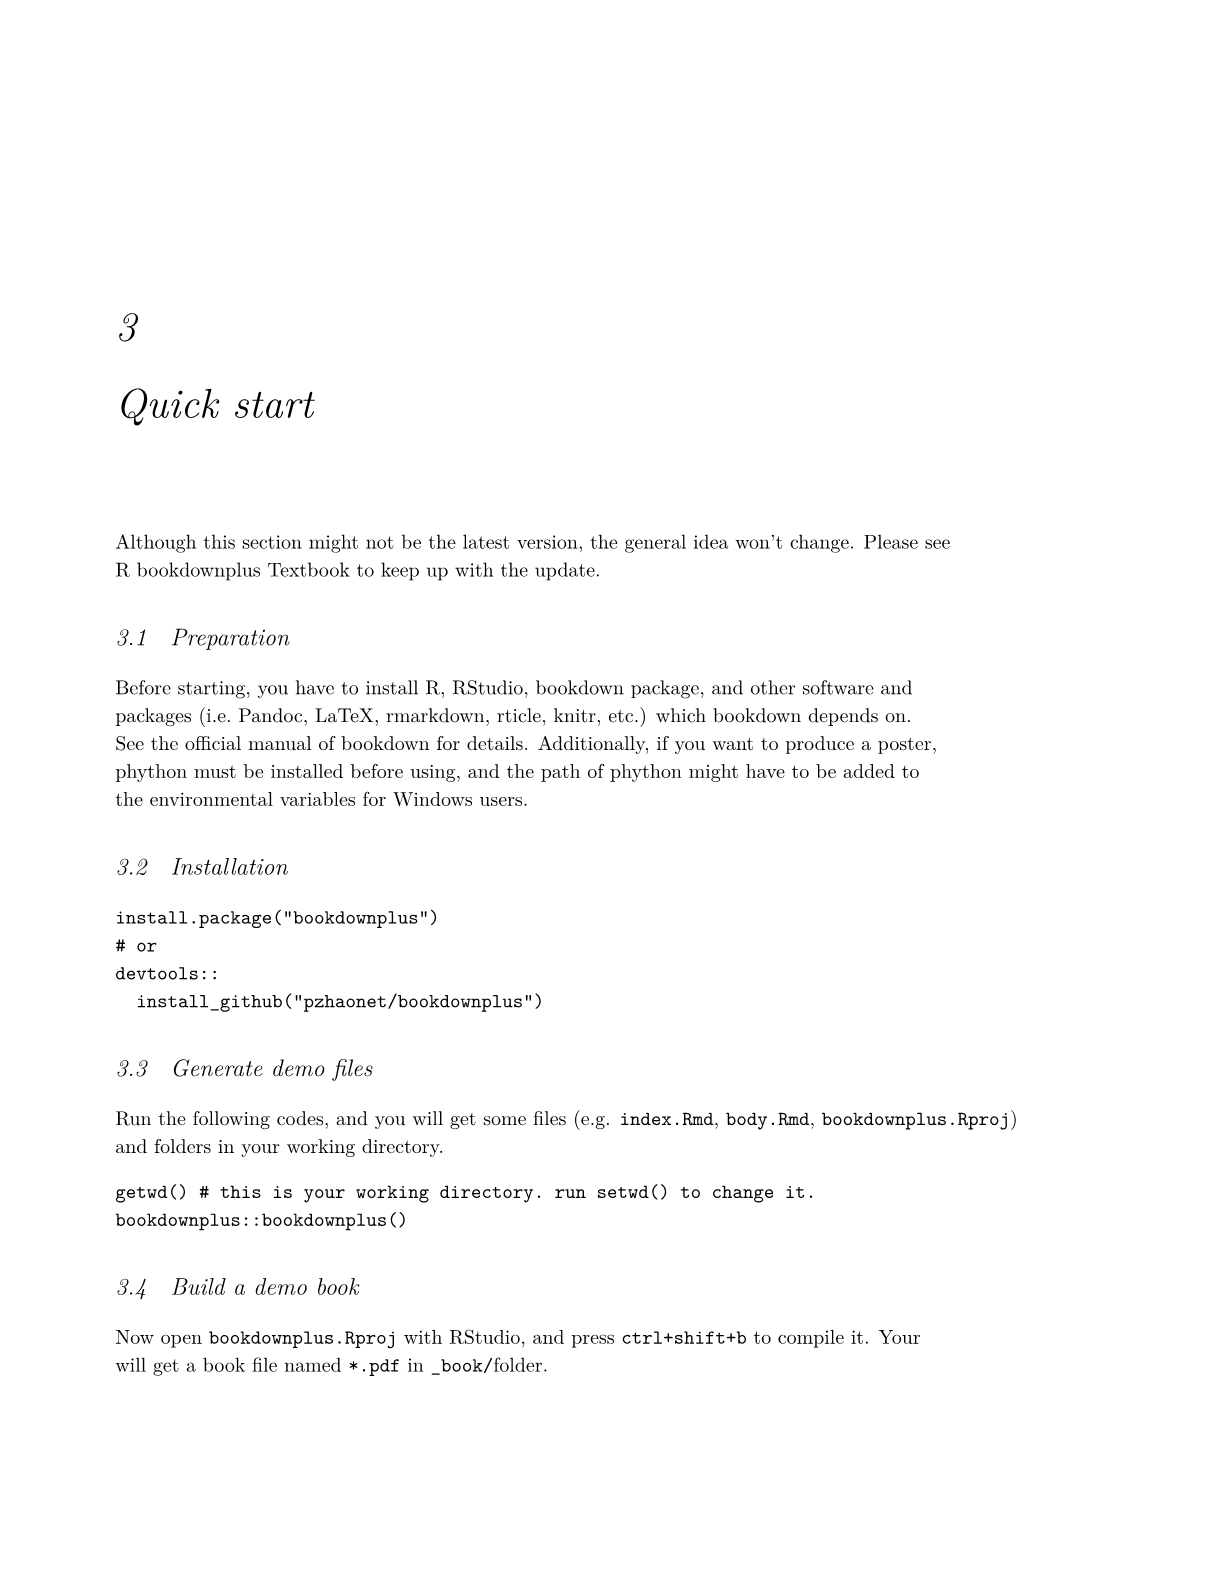 3
Quick start
Although this section might not be the latest version, the general idea won't change. Please see
R bookdownplus Textbook to keep up with the update.
3.1 Preparation
Before starting, you have to install R, RStudio, bookdown package, and other software and
packages (i.e. Pandoc, LaTeX, rmarkdown, rticle, knitr, etc.) which bookdown depends on.
See the official manual of bookdown for details. Additionally, if you want to produce a poster,
phython must be installed before using, and the path of phython might have to be added to
the environmental variables for Windows users.
3.2 Installation
install.package("bookdownplus")
# or
devtools::
  install_github("pzhaonet/bookdownplus")
3.3 Generate demo files
Run the following codes, and you will get some files (e.g. index.Rmd, body.Rmd, bookdownplus.Rproj)
and folders in your working directory.
getwd() # this is your working directory. run setwd() to change it.
bookdownplus::bookdownplus()
3.4 Build a demo book
Now open bookdownplus.Rproj with RStudio, and press ctrl+shift+b to compile it. Your
will get a book file named *.pdf in _book/folder.